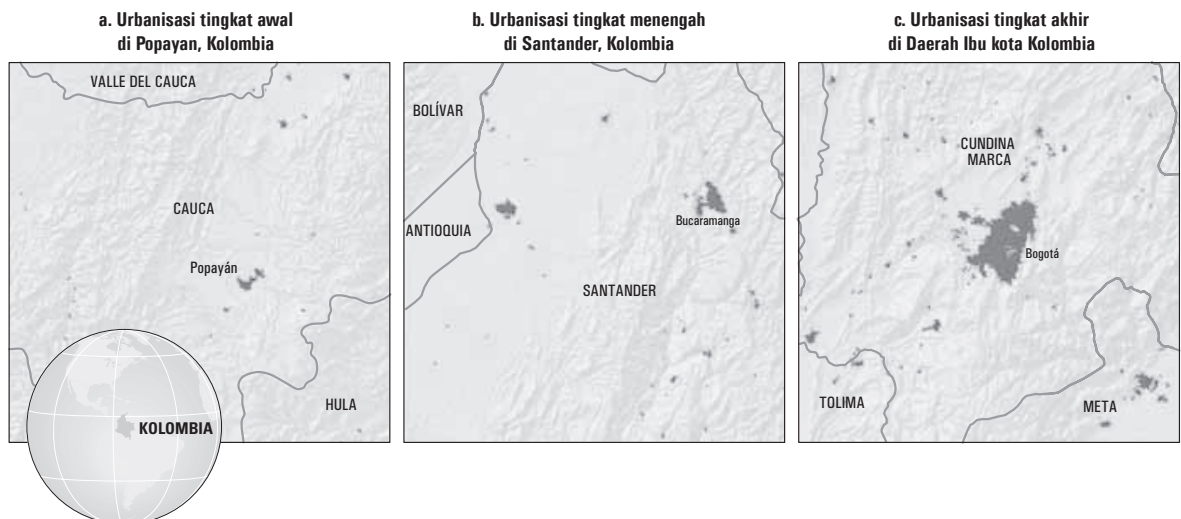 a. Urbanisasi tingkat awal
di Popayan, Kolombia
VALLE DEL CAUCA
CAUCA
Popayán
HULA
KOLOMBIA
b. Urbanisasi tingkat menengah
di Santander, Kolombia
BOLÍVAR
ANTIOQUIA
Bucaramanga
SANTANDER
c. Urbanisasi tingkat akhir
di Daerah Ibu kota Kolombia
CUNDINA
MARCA
Bogotá
TOLIMA
META